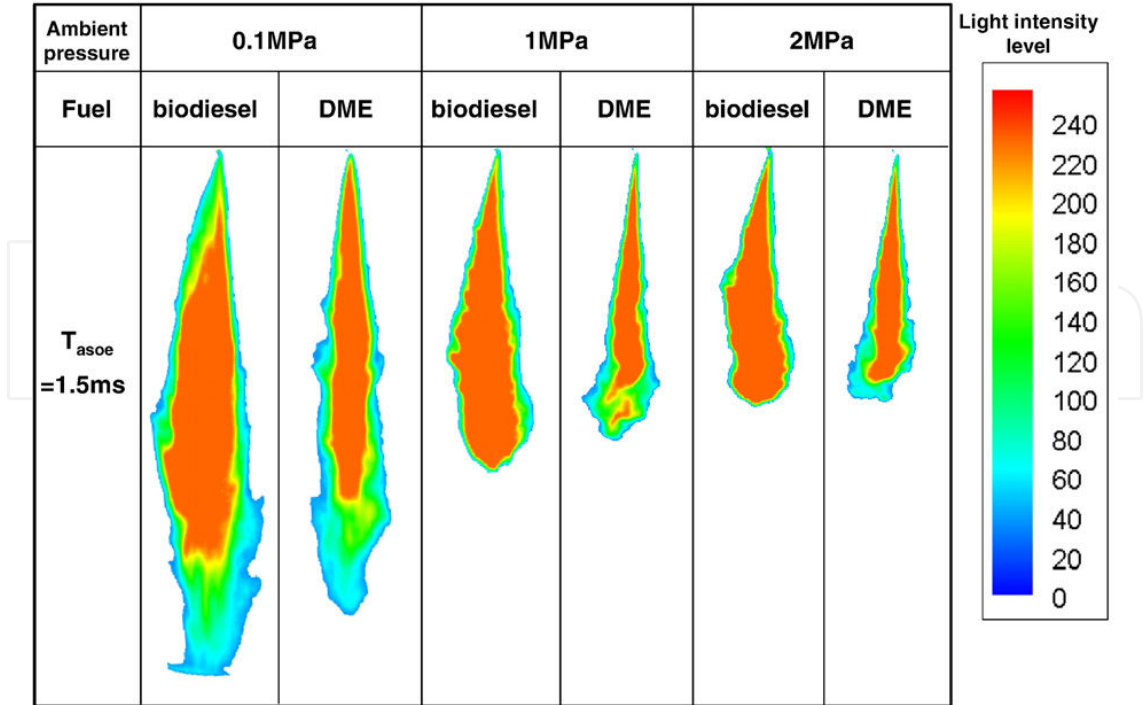 Ambient pressure 0.1MPa 1MPa 2MPa
Fuel biodiesel DME biodiesel DME biodiesel DME
T_asoe
=1.5ms
Light intensity
level
240
220
200
180
160
140
120
100
80
60
40
20
0